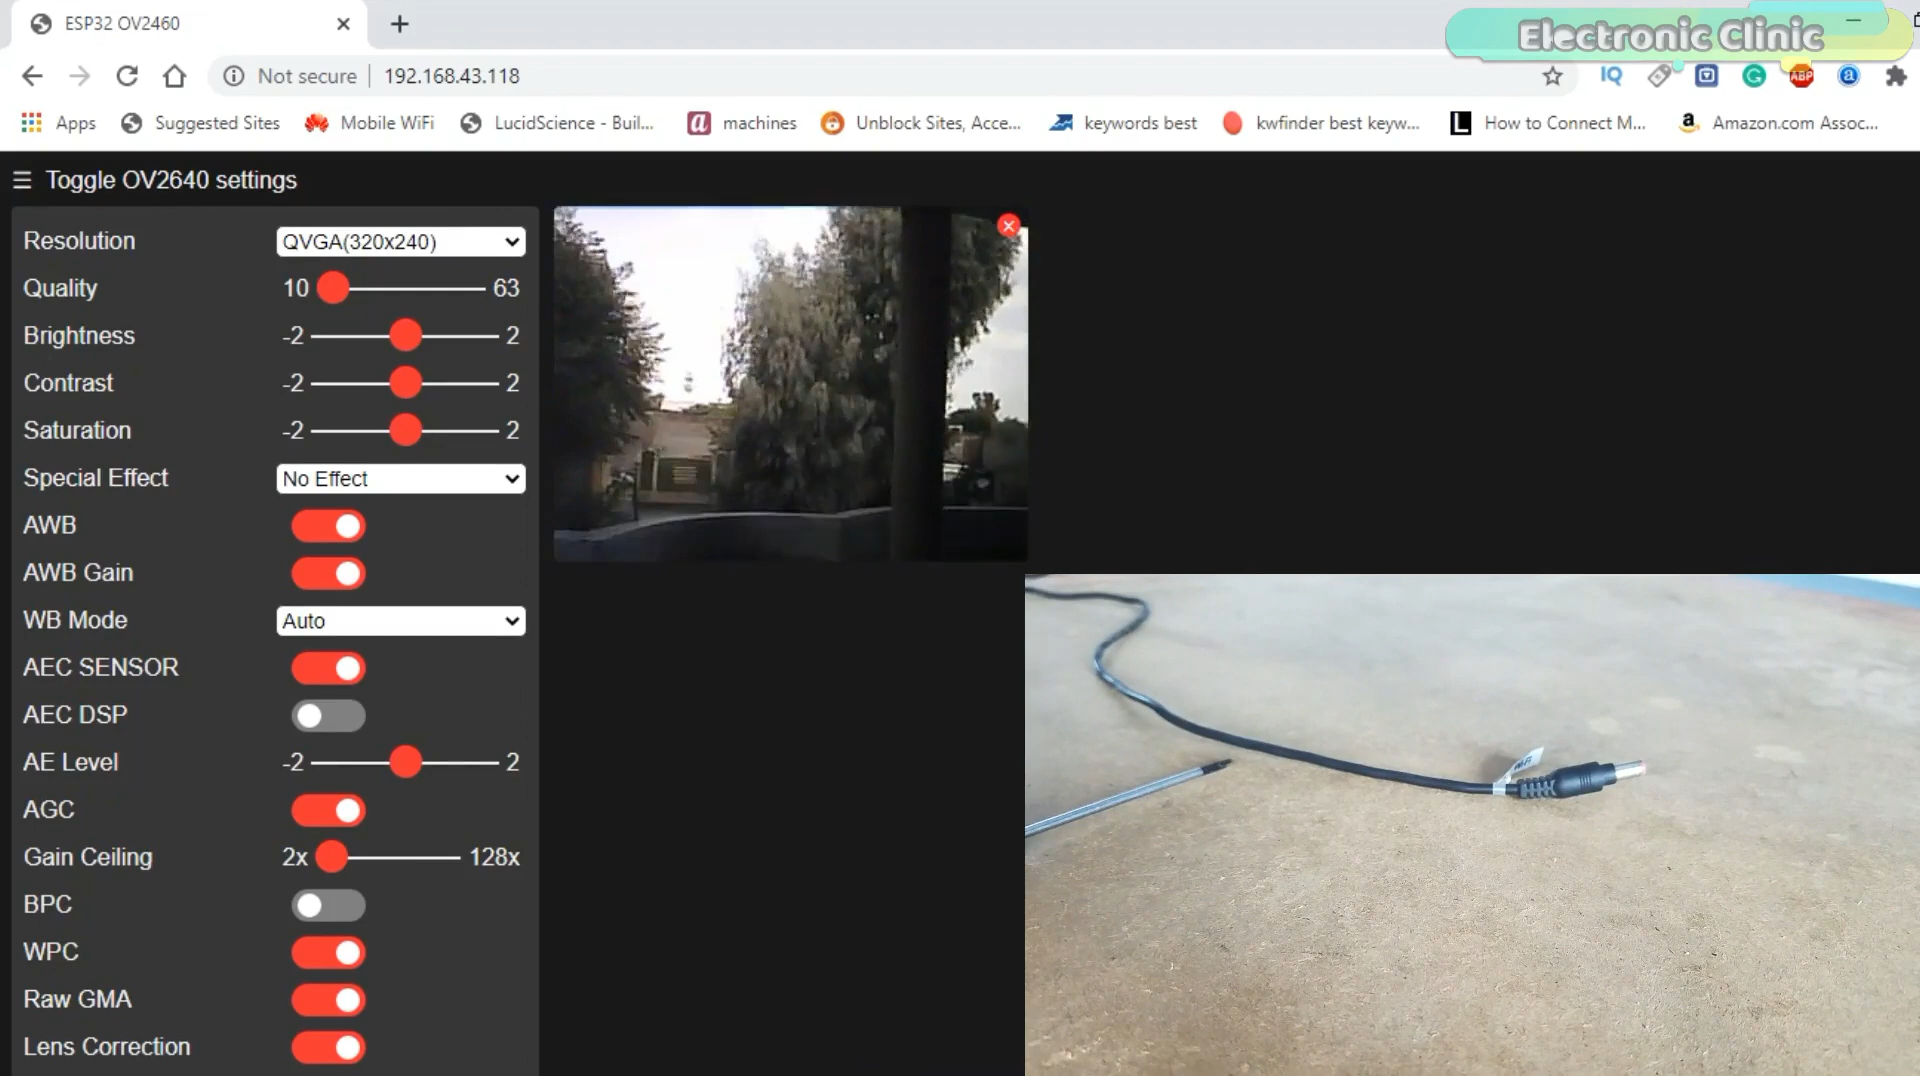 ESP32 OV2460
Electronic Clinic
Not secure
192.168.43.118
IQ
ABP
a
Apps
Suggested Sites
Mobile WiFi
LucidScience - Buil...
a
machines
Unblock Sites, Acce...
keywords best
kwfinder best keyw...
L
How to Connect M...
a
Amazon.com Assoc...
Toggle OV2640 settings
Resolution QVGA(320x240)
Quality 10 63
Brightness -2 2
Contrast -2 2
Saturation -2 2
Special Effect No Effect
AWB
AWB Gain
WB Mode Auto
AEC SENSOR
AEC DSP
AE Level -2 2
AGC
Gain Ceiling 2x 128x
BPC
WPC
Raw GMA
Lens Correction